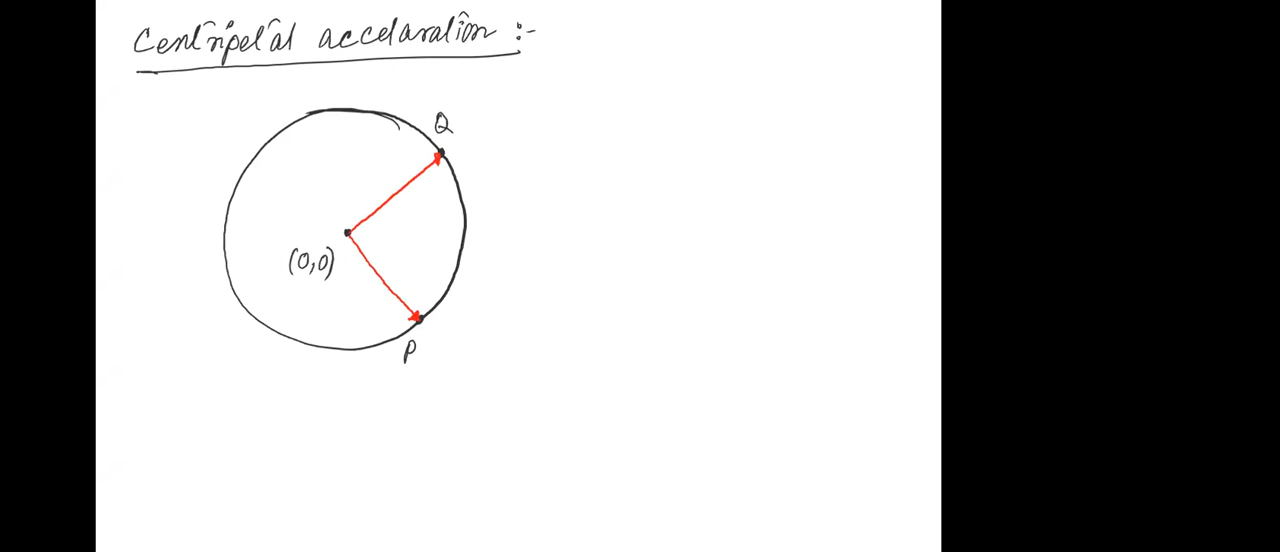 Centripetal accelaration :-
Q
(0,0)
P